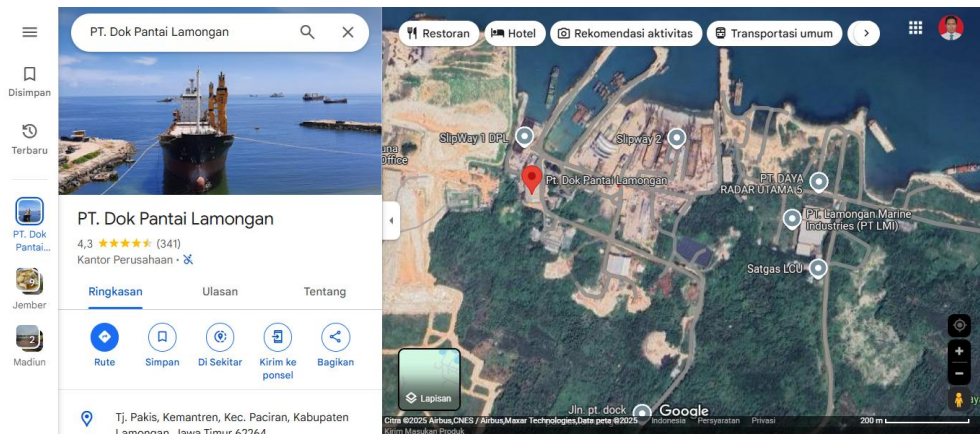 PT. Dok Pantai Lamongan
Restoran
Hotel
Rekomendasi aktivitas
Transportasi umum
Disimpan
Terbaru
PT. Dok
Pantai...
Jember
2
Madiun
PT. Dok Pantai Lamongan
4,3 (341)
Kantor Perusahaan
Ringkasan Ulasan Tentang
Rute
Simpan
Di Sekitar
Kirim ke
ponsel
Bagikan
Tj. Pakis, Kemantren, Kec. Paciran, Kabupaten
Lamongan, Jawa Timur 62264
Office
SlipWay 1 DPL
Slipway 2
Pt. Dok Pantai Lamongan
PT. DAYA
RADAR UTAMA 5
PT. Lamongan Marine
Industries (PT LMI)
Satgas LCU
Lapisan
Jln. pt. dock
Google
Citra ©2025 Airbus,CNES / Airbus,Maxar Technologies,Data peta ©2025 Indonesia Persyaratan Privasi 200 m
Kirim Masukan Produk